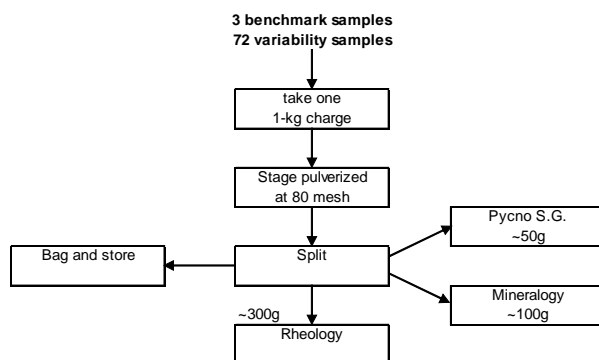 3 benchmark samples
72 variability samples
take one
1-kg charge
Stage pulverized
at 80 mesh
Pycno S.G.
~50g
Bag and store
Split
Mineralogy
~100g
~300g
Rheology